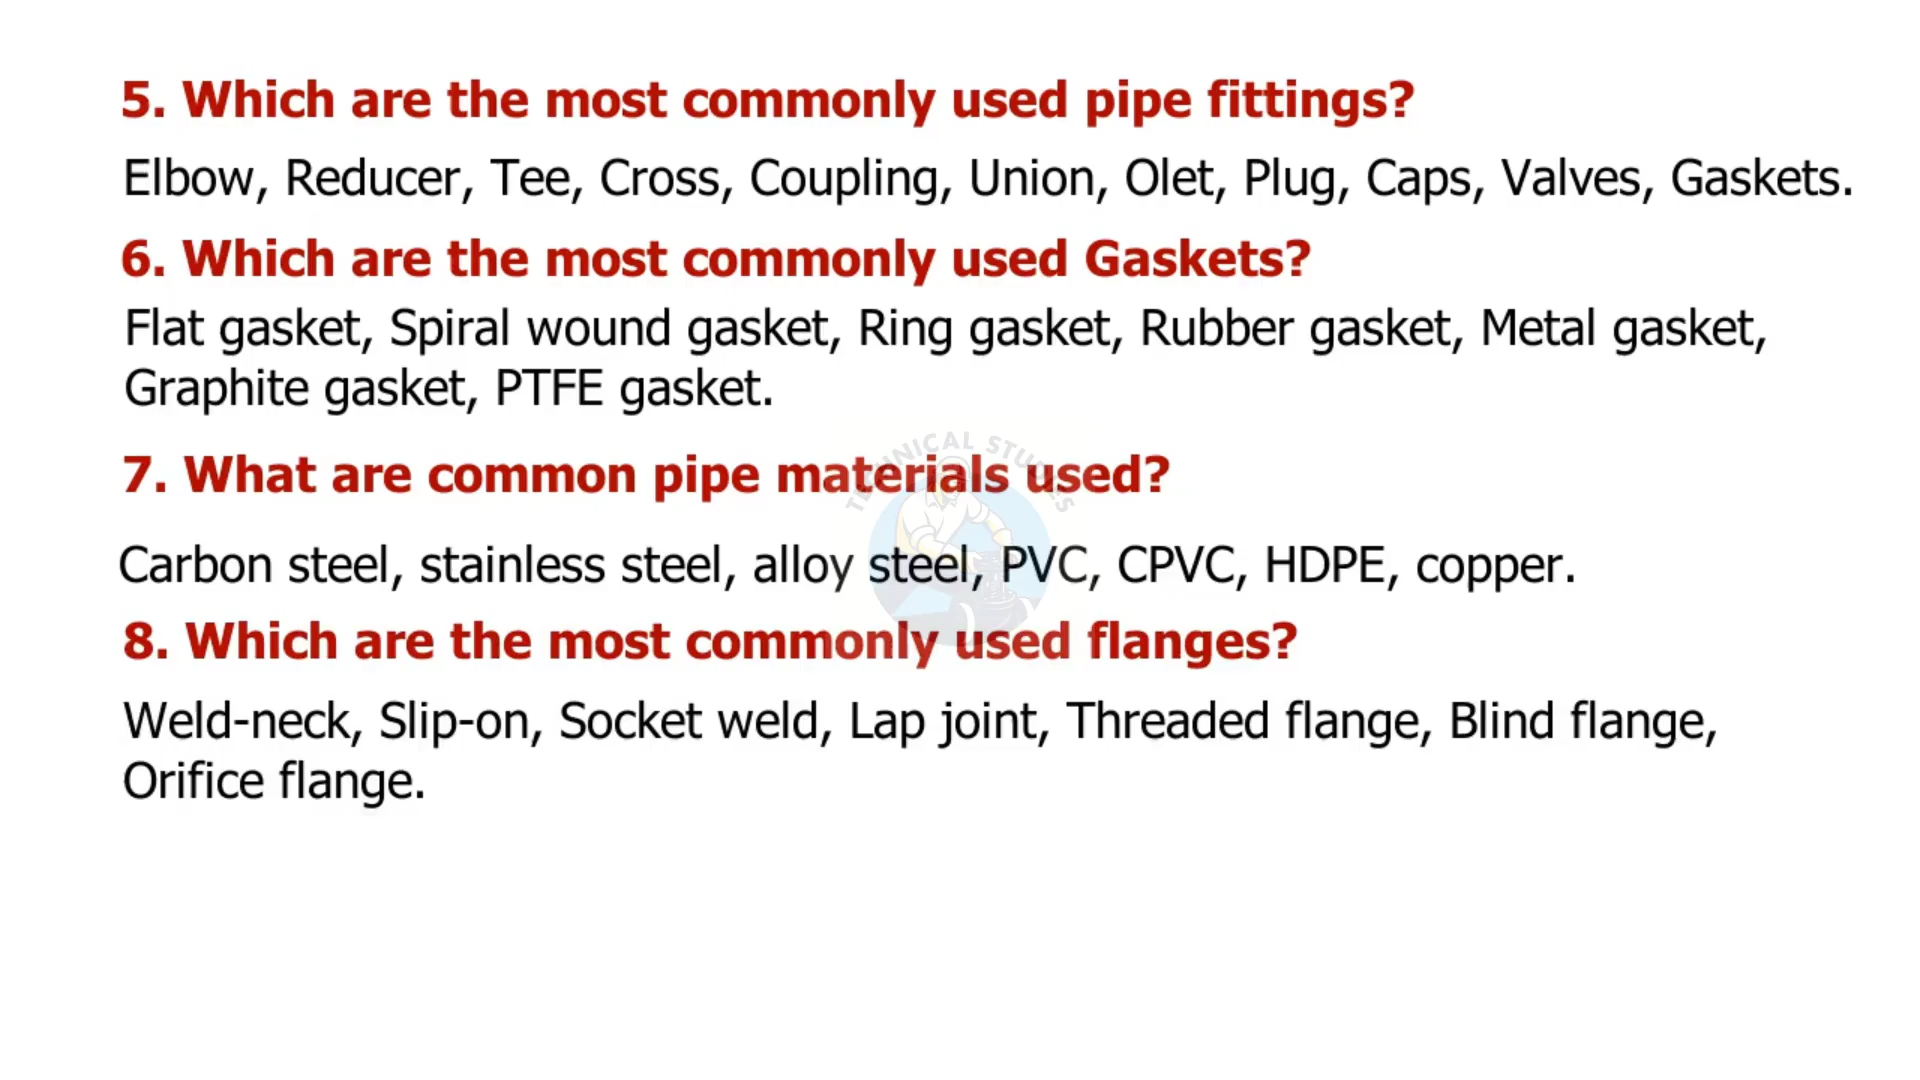 5. Which are the most commonly used pipe fittings?
Elbow, Reducer, Tee, Cross, Coupling, Union, Olet, Plug, Caps, Valves, Gaskets.
6. Which are the most commonly used Gaskets?
Flat gasket, Spiral wound gasket, Ring gasket, Rubber gasket, Metal gasket,
Graphite gasket, PTFE gasket.
TECHNICAL STUDIES
7. What are common pipe materials used?
Carbon steel, stainless steel, alloy steel, PVC, CPVC, HDPE, copper.
8. Which are the most commonly used flanges?
Weld-neck, Slip-on, Socket weld, Lap joint, Threaded flange, Blind flange,
Orifice flange.